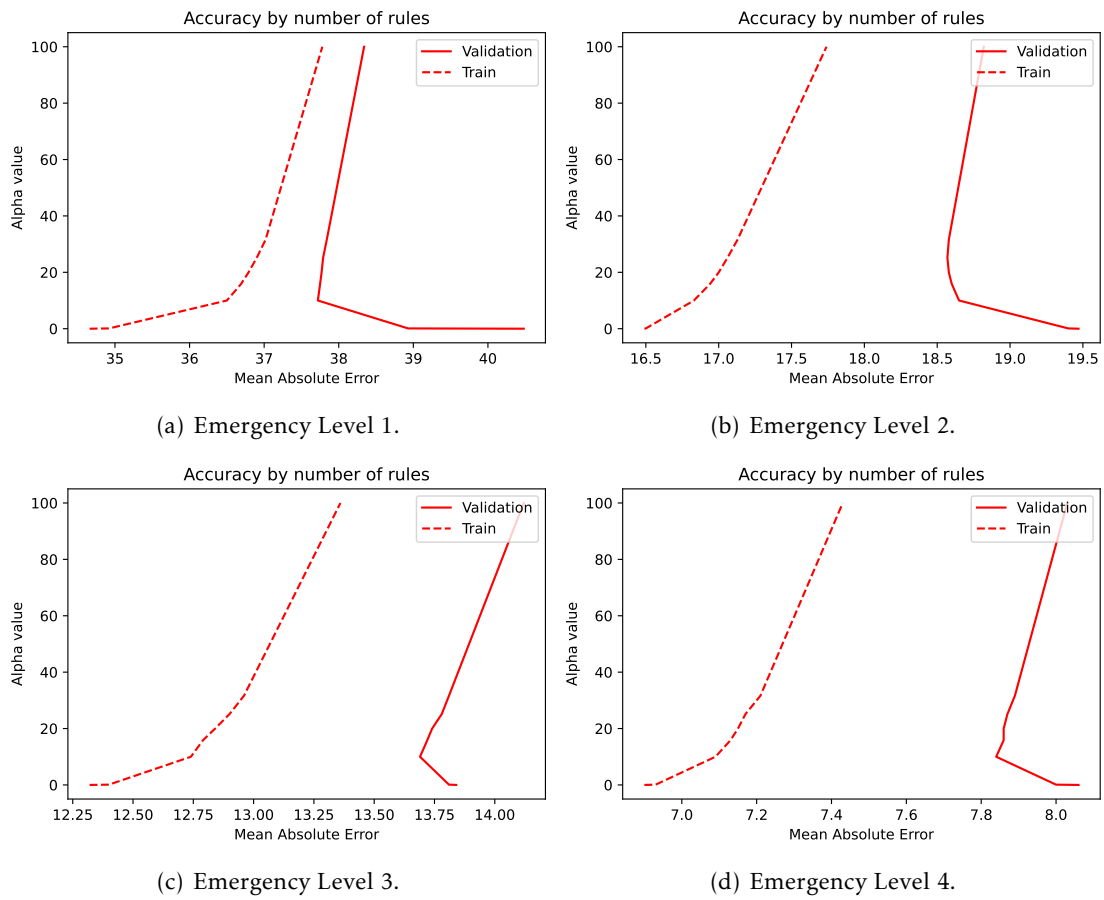 Accuracy by number of rules
Validation
Train
Alpha value
100
80
60
40
20
0
35 36 37 38 39 40
Mean Absolute Error
(a) Emergency Level 1.
Accuracy by number of rules
Validation
Train
Alpha value
100
80
60
40
20
0
16.5 17.0 17.5 18.0 18.5 19.0 19.5
Mean Absolute Error
(b) Emergency Level 2.
Accuracy by number of rules
Validation
Train
Alpha value
100
80
60
40
20
0
12.25 12.50 12.75 13.00 13.25 13.50 13.75 14.00
Mean Absolute Error
(c) Emergency Level 3.
Accuracy by number of rules
Validation
Train
Alpha value
100
80
60
40
20
0
7.0 7.2 7.4 7.6 7.8 8.0
Mean Absolute Error
(d) Emergency Level 4.